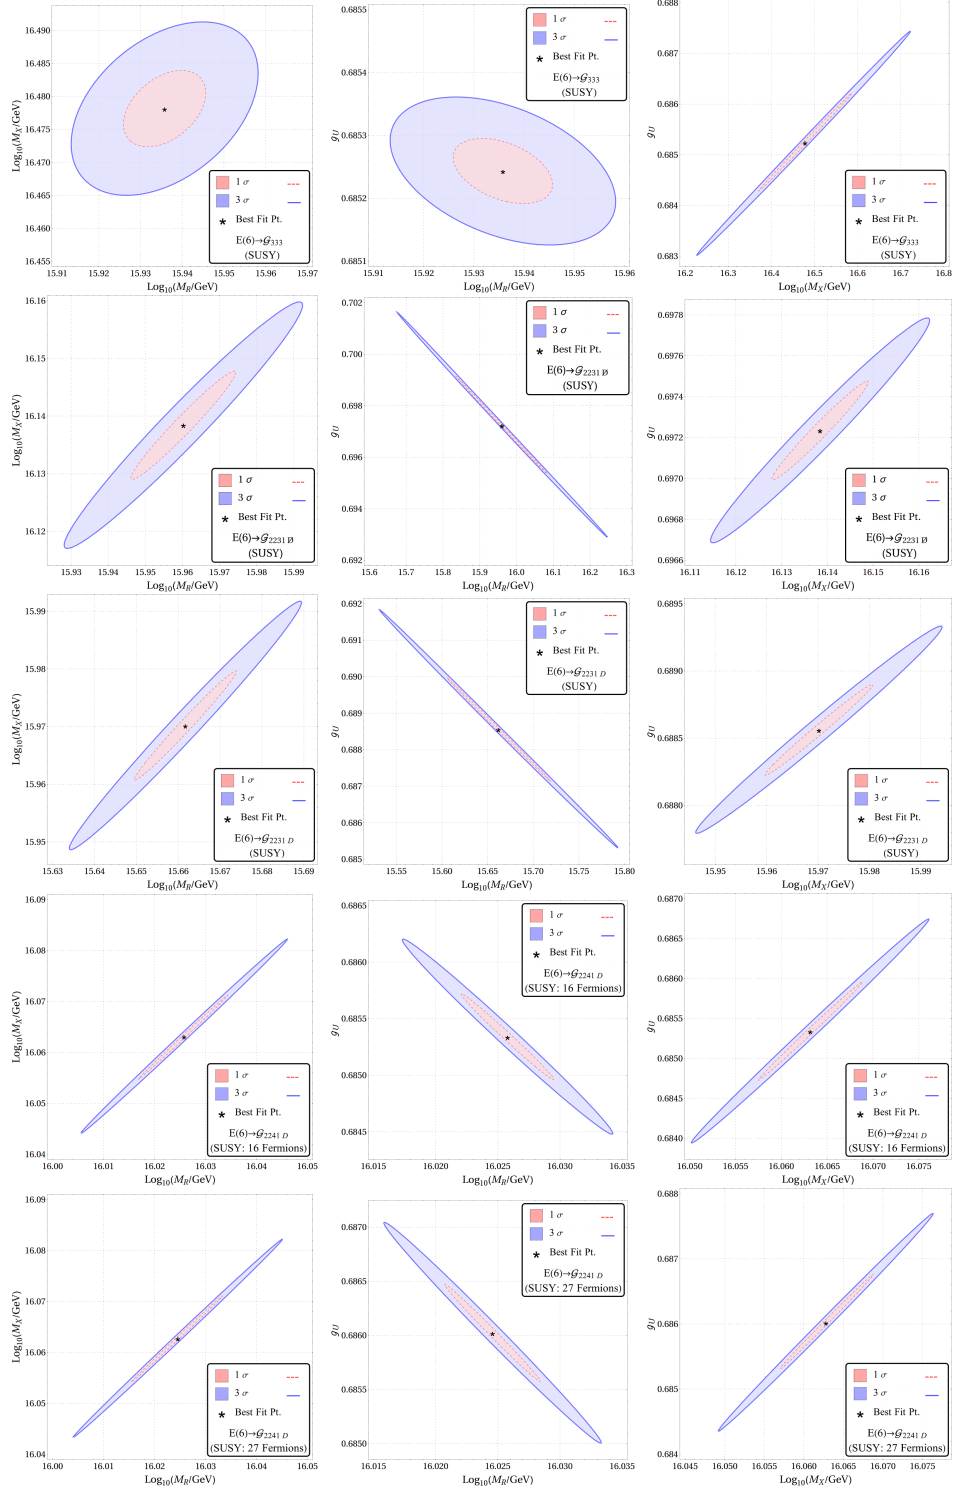 16.490
16.485
16.480
16.475
16.470
16.465
16.460
16.455
Log10(MX/GeV)
15.91 15.92 15.93 15.94 15.95 15.96 15.97
Log10(MR/GeV)
1 σ
3 σ
* Best Fit Pt.
E(6)→𝒢333
(SUSY)
0.6855
0.6854
0.6853
0.6852
0.6851
gU
15.91 15.92 15.93 15.94 15.95 15.96
Log10(MR/GeV)
1 σ
3 σ
* Best Fit Pt.
E(6)→𝒢333
(SUSY)
0.688
0.687
0.686
0.685
0.684
0.683
gU
16.2 16.3 16.4 16.5 16.6 16.7 16.8
Log10(MX/GeV)
1 σ
3 σ
* Best Fit Pt.
E(6)→𝒢333
(SUSY)
16.16
16.15
16.14
16.13
16.12
Log10(MX/GeV)
15.93 15.94 15.95 15.96 15.97 15.98 15.99
Log10(MR/GeV)
1 σ
3 σ
* Best Fit Pt.
E(6)→𝒢2231 D̸
(SUSY)
0.702
0.700
0.698
0.696
0.694
0.692
gU
15.6 15.7 15.8 15.9 16.0 16.1 16.2 16.3
Log10(MR/GeV)
1 σ
3 σ
* Best Fit Pt.
E(6)→𝒢2231 D̸
(SUSY)
0.6978
0.6976
0.6974
0.6972
0.6970
0.6968
0.6966
gU
16.11 16.12 16.13 16.14 16.15 16.16
Log10(MX/GeV)
1 σ
3 σ
* Best Fit Pt.
E(6)→𝒢2231 D̸
(SUSY)
15.99
15.98
15.97
15.96
15.95
Log10(MX/GeV)
15.63 15.64 15.65 15.66 15.67 15.68 15.69
Log10(MR/GeV)
1 σ
3 σ
* Best Fit Pt.
E(6)→𝒢2231 D
(SUSY)
0.692
0.691
0.690
0.689
0.688
0.687
0.686
0.685
gU
15.55 15.60 15.65 15.70 15.75 15.80
Log10(MR/GeV)
1 σ
3 σ
* Best Fit Pt.
E(6)→𝒢2231 D
(SUSY)
0.6895
0.6890
0.6885
0.6880
gU
15.95 15.96 15.97 15.98 15.99
Log10(MX/GeV)
1 σ
3 σ
* Best Fit Pt.
E(6)→𝒢2231 D
(SUSY)
16.09
16.08
16.07
16.06
16.05
16.04
Log10(MX/GeV)
16.00 16.01 16.02 16.03 16.04 16.05
Log10(MR/GeV)
1 σ
3 σ
* Best Fit Pt.
E(6)→𝒢2241 D
(SUSY: 16 Fermions)
0.6865
0.6860
0.6855
0.6850
0.6845
gU
16.015 16.020 16.025 16.030 16.035
Log10(MR/GeV)
1 σ
3 σ
* Best Fit Pt.
E(6)→𝒢2241 D
(SUSY: 16 Fermions)
0.6870
0.6865
0.6860
0.6855
0.6850
0.6845
0.6840
gU
16.050 16.055 16.060 16.065 16.070 16.075
Log10(MX/GeV)
1 σ
3 σ
* Best Fit Pt.
E(6)→𝒢2241 D
(SUSY: 16 Fermions)
16.09
16.08
16.07
16.06
16.05
16.04
Log10(MX/GeV)
16.00 16.01 16.02 16.03 16.04 16.05
Log10(MR/GeV)
1 σ
3 σ
* Best Fit Pt.
E(6)→𝒢2241 D
(SUSY: 27 Fermions)
0.6870
0.6865
0.6860
0.6855
0.6850
gU
16.015 16.020 16.025 16.030 16.035
Log10(MR/GeV)
1 σ
3 σ
* Best Fit Pt.
E(6)→𝒢2241 D
(SUSY: 27 Fermions)
0.688
0.687
0.686
0.685
0.684
gU
16.045 16.050 16.055 16.060 16.065 16.070 16.075
Log10(MX/GeV)
1 σ
3 σ
* Best Fit Pt.
E(6)→𝒢2241 D
(SUSY: 27 Fermions)